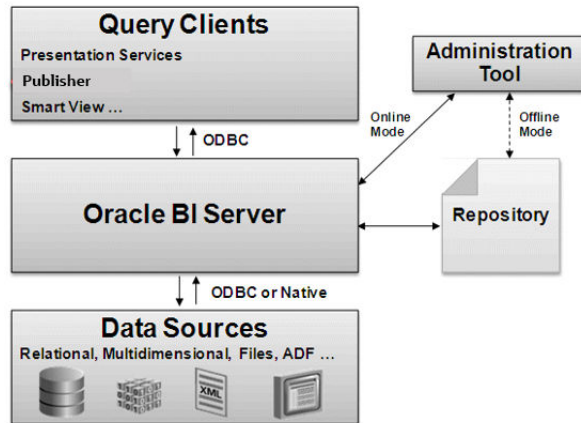 Query Clients
Presentation Services
Publisher
Smart View ...
Administration
Tool
Online
Mode
Offline
Mode
ODBC
Oracle BI Server
Repository
ODBC or Native
Data Sources
Relational, Multidimensional, Files, ADF ...
XML